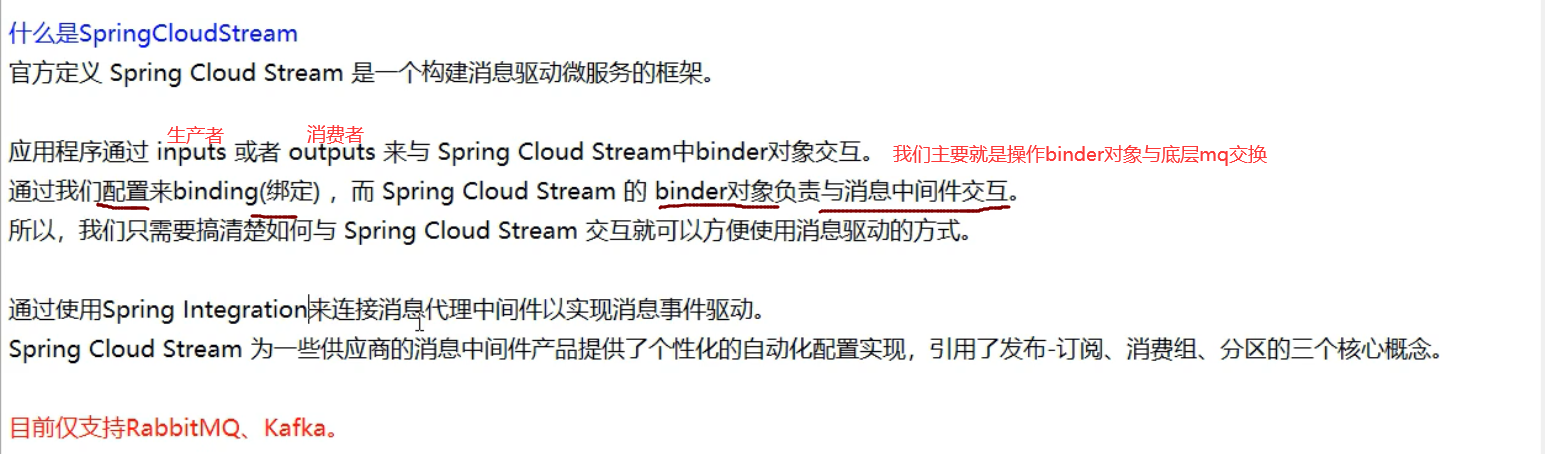 什么是SpringCloudStream
官方定义 Spring Cloud Stream 是一个构建消息驱动微服务的框架。
生产者 消费者
应用程序通过 inputs 或者 outputs 来与 Spring Cloud Stream中binder对象交互。 我们主要就是操作binder对象与底层mq交换
通过我们配置来binding(绑定) ，而 Spring Cloud Stream 的 binder对象负责与消息中间件交互。
所以，我们只需要搞清楚如何与 Spring Cloud Stream 交互就可以方便使用消息驱动的方式。
通过使用Spring Integration来连接消息代理中间件以实现消息事件驱动。
Spring Cloud Stream 为一些供应商的消息中间件产品提供了个性化的自动化配置实现，引用了发布-订阅、消费组、分区的三个核心概念。
目前仅支持RabbitMQ、Kafka。